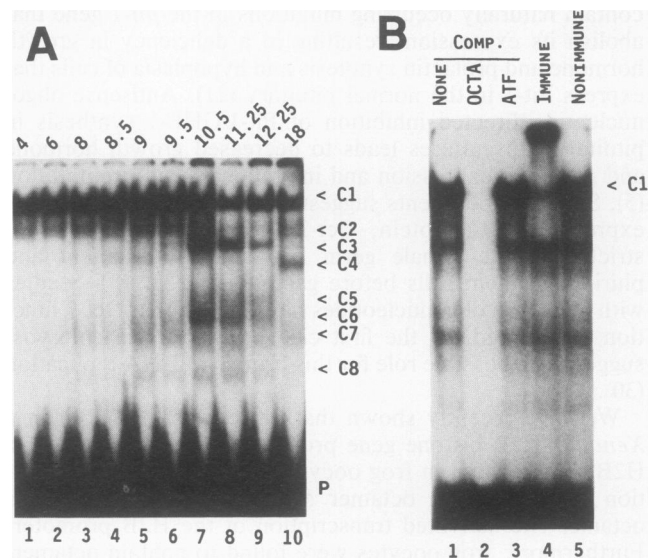 A
4 6 8 8.5 9 9.5 10.5 11.25 12.25 18
< C1
< C2
< C3
< C4
< C5
< C6
< C7
< C8
P
1 2 3 4 5 6 7 8 9 10
B
Comp.
NONE OCTA ATF IMMUNE NONIMMUNE
< C1
1 2 3 4 5